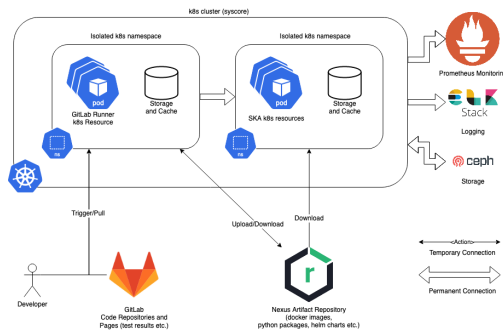 k8s cluster (syscore)
Isolated k8s namespace
Isolated k8s namespace
pod
GitLab Runner
k8s Resource
Storage
and Cache
ns
pod
SKA k8s resources
Storage
and Cache
ns
Prometheus Monitorin
Stack
Logging
ceph
Storage
Trigger/Pull
Upload/Download
Download
Developer
GitLab
Code Repositories and
Pages (test results etc.)
r
Nexus Artifact Repository
(docker images,
python packages, helm charts etc.)
<Action>
Temporary Connection
Permanent Connection